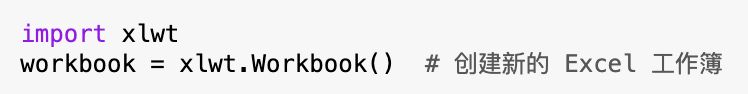 import xlwt
workbook = xlwt.Workbook()  # 创建新的 Excel 工作簿